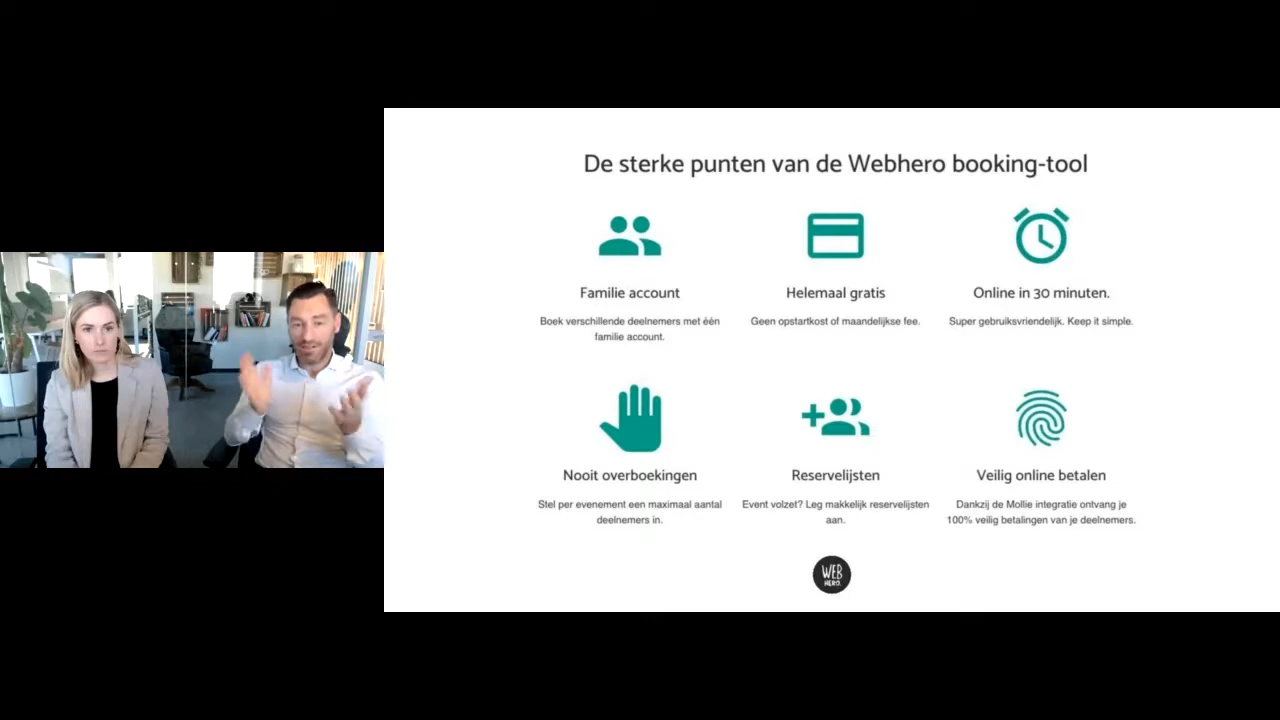 De sterke punten van de Webhero booking-tool
Familie account
Boek verschillende deelnemers met één
familie account.
Helemaal gratis
Geen opstartkost of maandelijkse fee.
Online in 30 minuten.
Super gebruiksvriendelijk. Keep it simple.
Nooit overboekingen
Stel per evenement een maximaal aantal
deelnemers in.
Reservelijsten
Event volzet? Leg makkelijk reservelijsten
aan.
Veilig online betalen
Dankzij de Mollie integratie ontvang je
100% veilig betalingen van je deelnemers.
WEB
HERO.